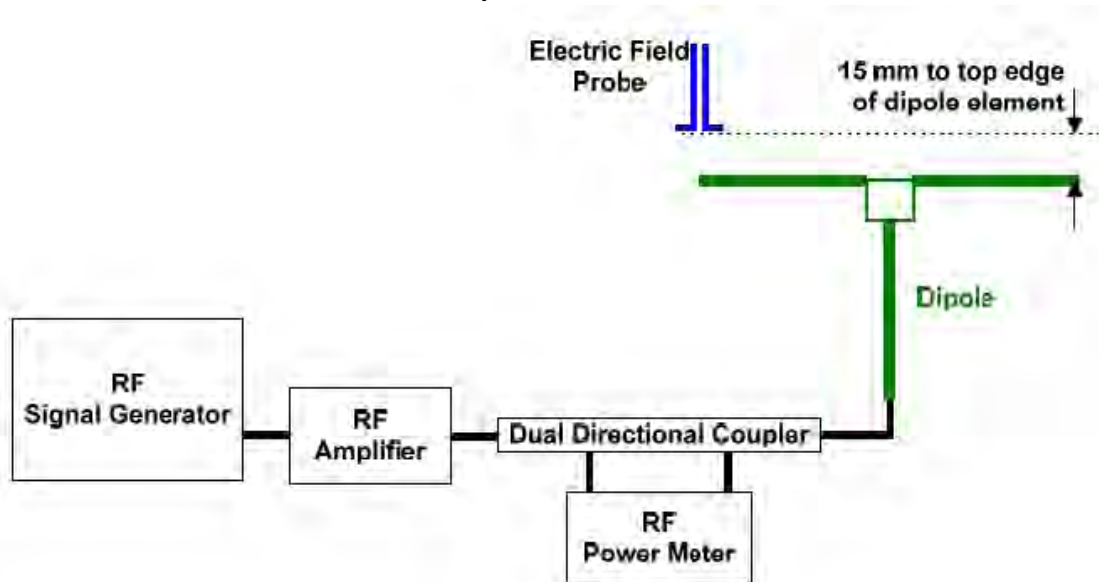 Electric Field
Probe
15 mm to top edge
of dipole element
Dipole
RF
Signal Generator
RF
Amplifier
Dual Directional Coupler
RF
Power Meter